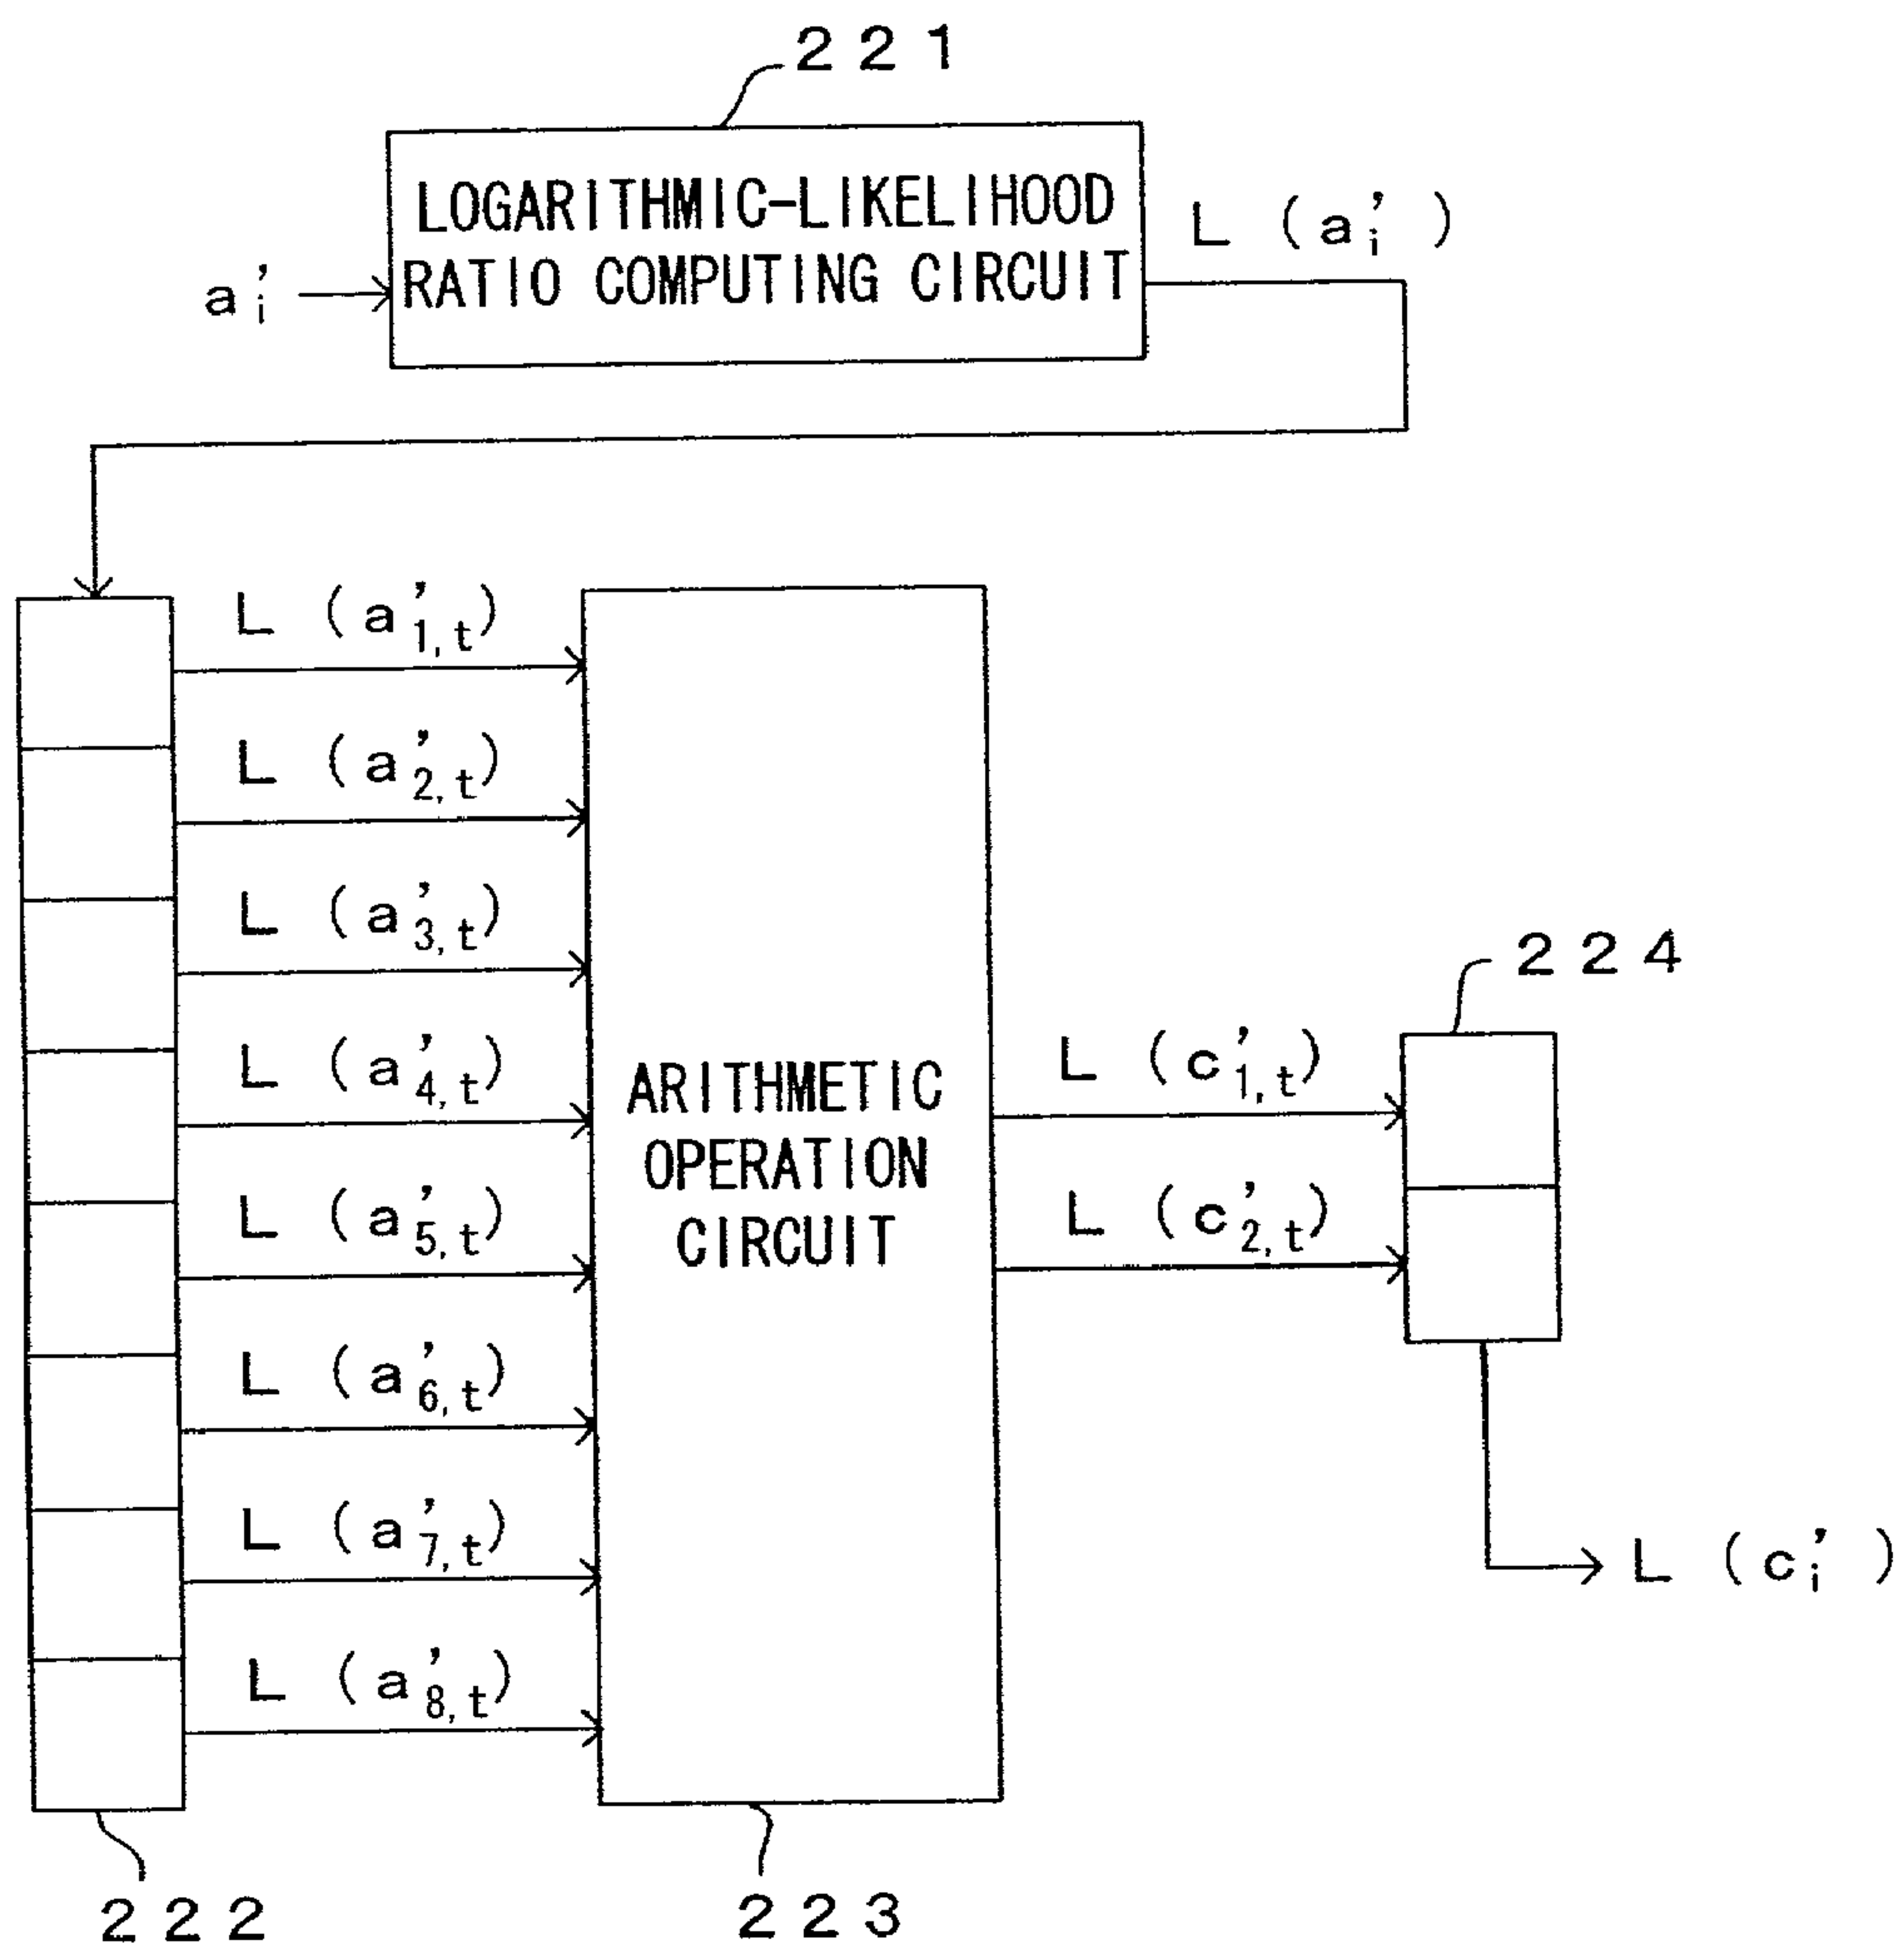 221
LOGARITHMIC-LIKELIHOOD
RATIO COMPUTING CIRCUIT
a'i
L (a'i)
L (a'1,t)
L (a'2,t)
L (a'3,t)
L (a'4,t)
L (a'5,t)
L (a'6,t)
L (a'7,t)
L (a'8,t)
ARITHMETIC
OPERATION
CIRCUIT
224
L (c'1,t)
L (c'2,t)
L (c'i)
222
223